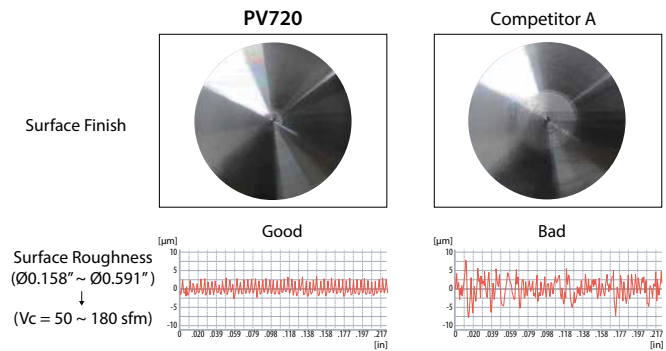 PV720
Competitor A
Surface Finish
Good
Bad
Surface Roughness
(Ø0.158" ~ Ø0.591")
↓
(Vc = 50 ~ 180 sfm)
[µm]
10
5
0
-5
-10
0 .020 .039 .059 .079 .098 .118 .138 .158 .177 .197 .217
[in]
[µm]
10
5
0
-5
-10
0 .020 .039 .059 .079 .098 .118 .138 .158 .177 .197 .217
[in]